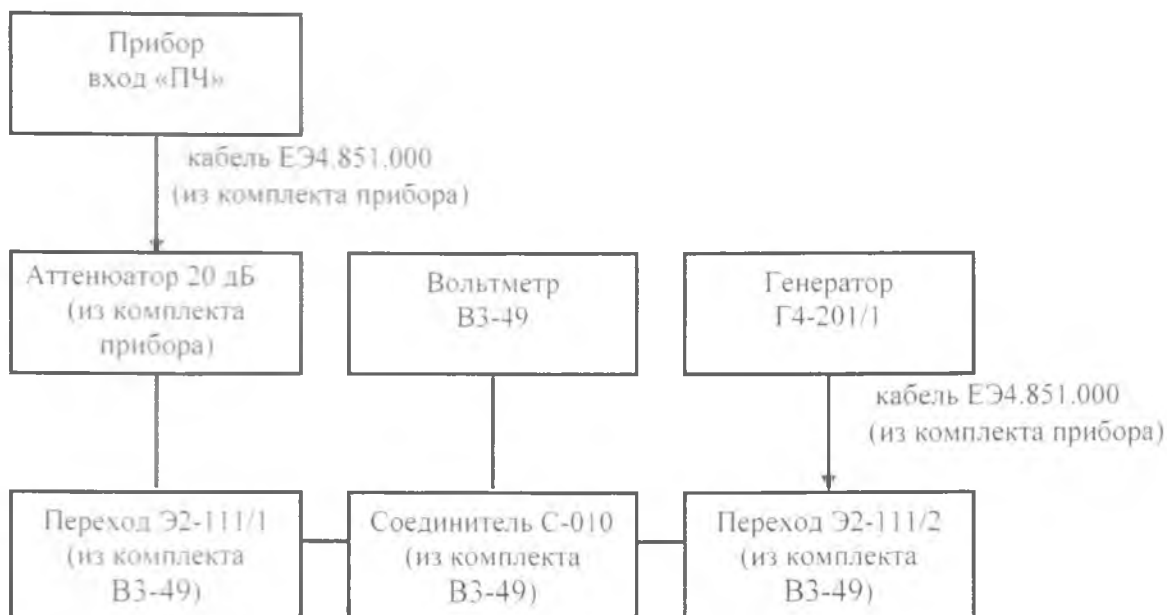 Прибор
вход «ПЧ»
кабель ЕЭ4.851.000
(из комплекта прибора)
Аттенюатор 20 дБ
(из комплекта
прибора)
Вольтметр
В3-49
Генератор
Г4-201/1
кабель ЕЭ4.851.000
(из комплекта прибора)
Переход Э2-111/1
(из комплекта
В3-49)
Соединитель С-010
(из комплекта
В3-49)
Переход Э2-111/2
(из комплекта
В3-49)